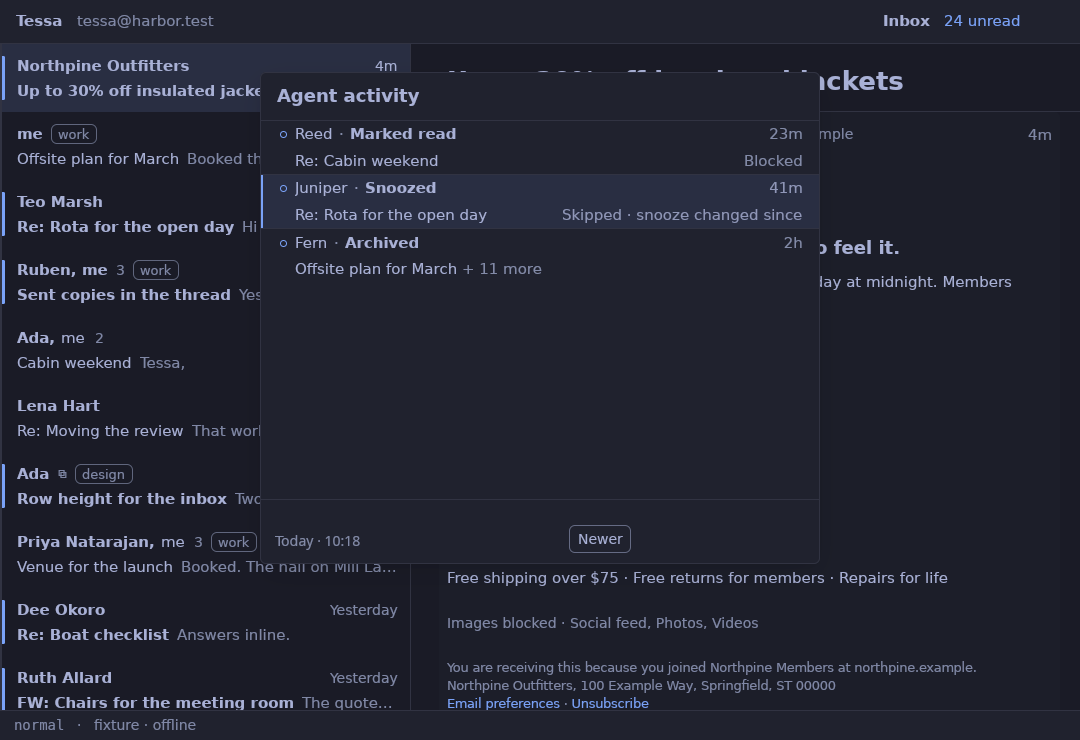 Tessa tessa@harbor.test Inbox 24 unread
Northpine Outfitters 4m
Up to 30% off insulated jacke
ackets
me work
Offsite plan for March Booked th
mple 4m
Teo Marsh
Re: Rota for the open day Hi
Ruben, me 3 work
Sent copies in the thread Yes
Ada, me 2
Cabin weekend Tessa,
Lena Hart
Re: Moving the review That work
Ada design
Row height for the inbox Two
Priya Natarajan, me 3 work
Venue for the launch Booked. The hall on Mill La…
Dee Okoro Yesterday
Re: Boat checklist Answers inline.
Ruth Allard Yesterday
FW: Chairs for the meeting room The quote…
Agent activity
Reed · Marked read 23m
Re: Cabin weekend Blocked
Juniper · Snoozed 41m
Re: Rota for the open day Skipped · snooze changed since
Fern · Archived 2h
Offsite plan for March + 11 more
Today · 10:18 Newer
o feel it.
day at midnight. Members
Free shipping over $75 · Free returns for members · Repairs for life
Images blocked · Social feed, Photos, Videos
You are receiving this because you joined Northpine Members at northpine.example.
Northpine Outfitters, 100 Example Way, Springfield, ST 00000
Email preferences · Unsubscribe
normal · fixture · offline